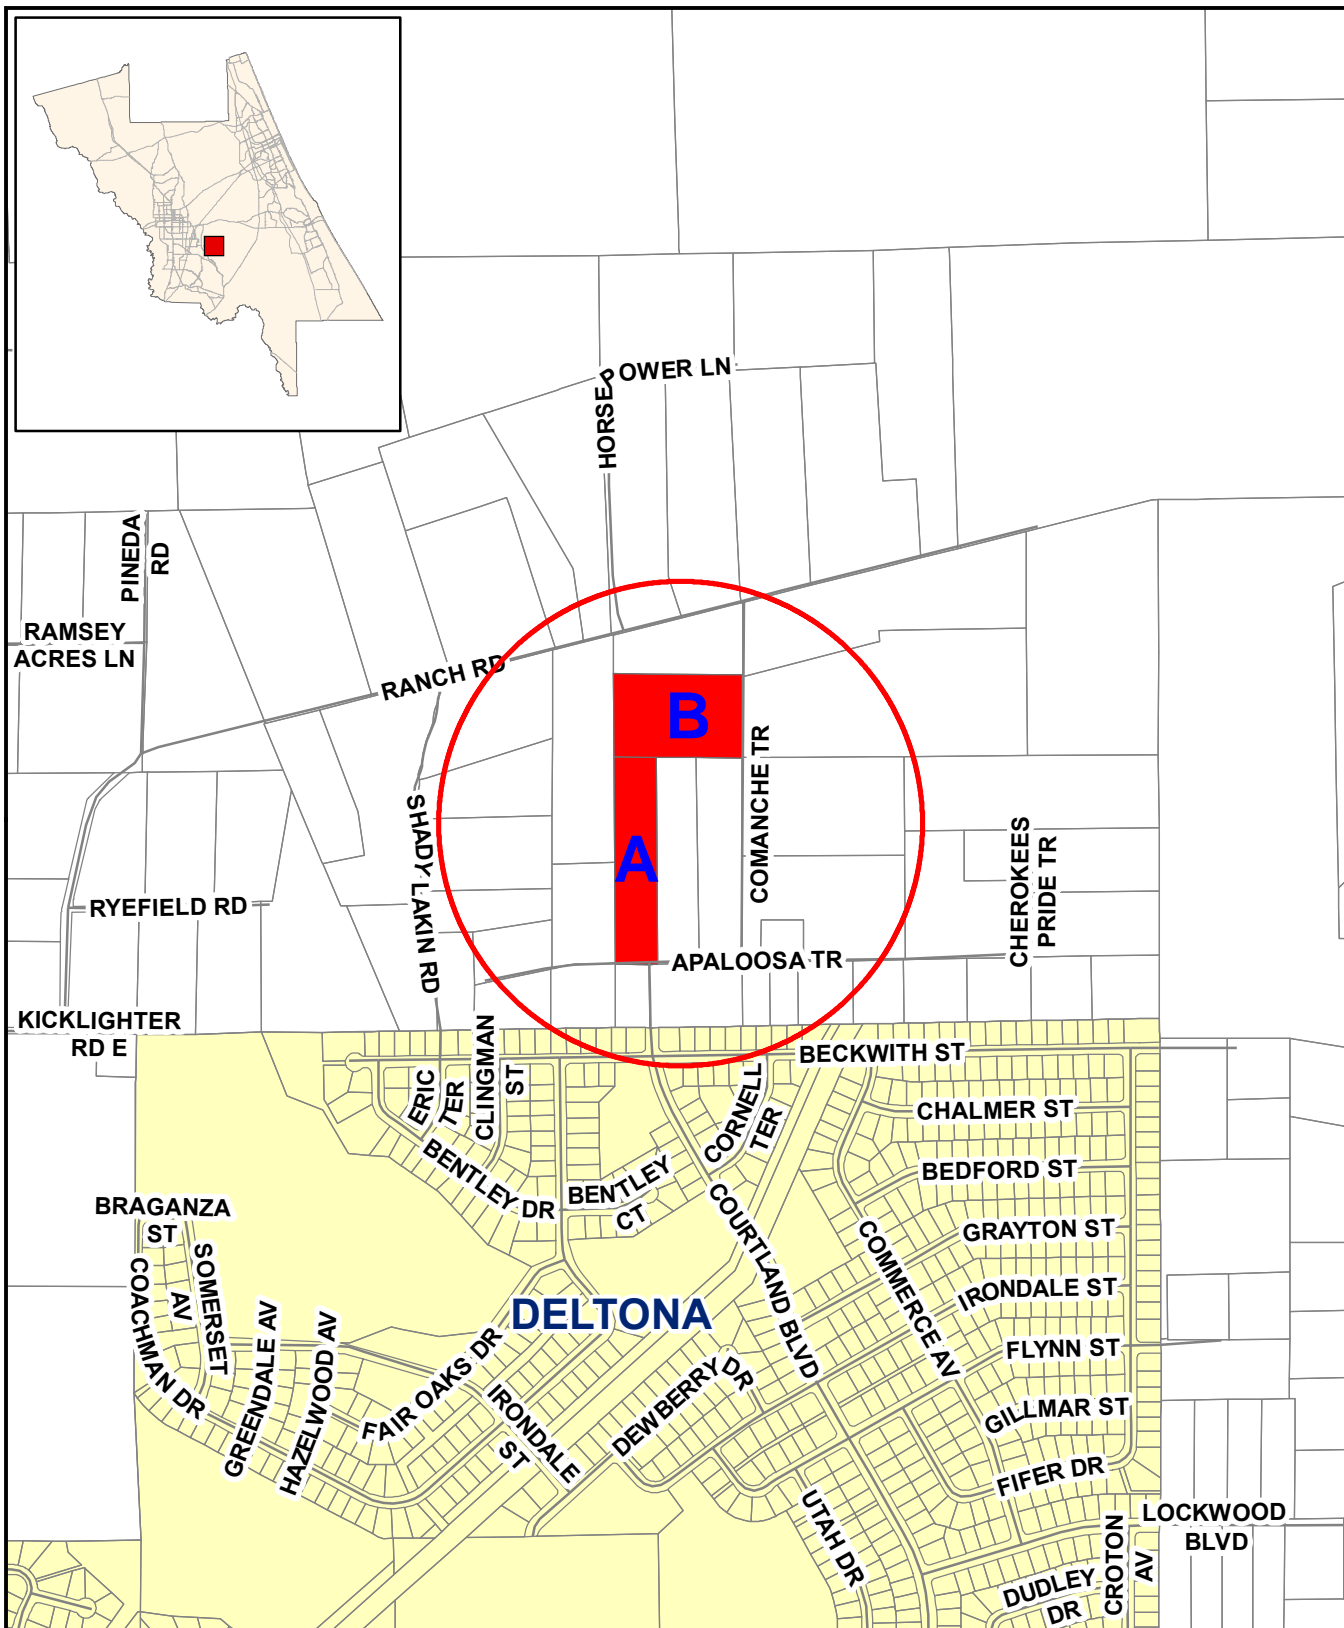 HORSEPOWER LN
PINEDA
RD
RAMSEY
ACRES LN
RANCH RD
B
COMANCHE TR
SHADY LAKIN RD
A
CHEROKEES
PRIDE TR
RYEFIELD RD
APALOOSA TR
KICKLIGHTER
RD E
BECKWITH ST
ERIC
TER
CLINGMAN
ST
CORNELL
TER
CHALMER ST
BENTLEY DR
BENTLEY
CT
BEDFORD ST
BRAGANZA
ST
COURTLAND BLVD
COMMERCE AV
GRAYTON ST
SOMERSET
AV
COACHMAN DR
IRONDALE ST
DELTONA
GREENDALE AV
HAZELWOOD AV
FAIR OAKS DR
FLYNN ST
DEWBERRY DR
IRONDALE
ST
GILLMAR ST
FIFER DR
UTAH DR
LOCKWOOD
BLVD
CROTON
AV
DUDLEY
DR